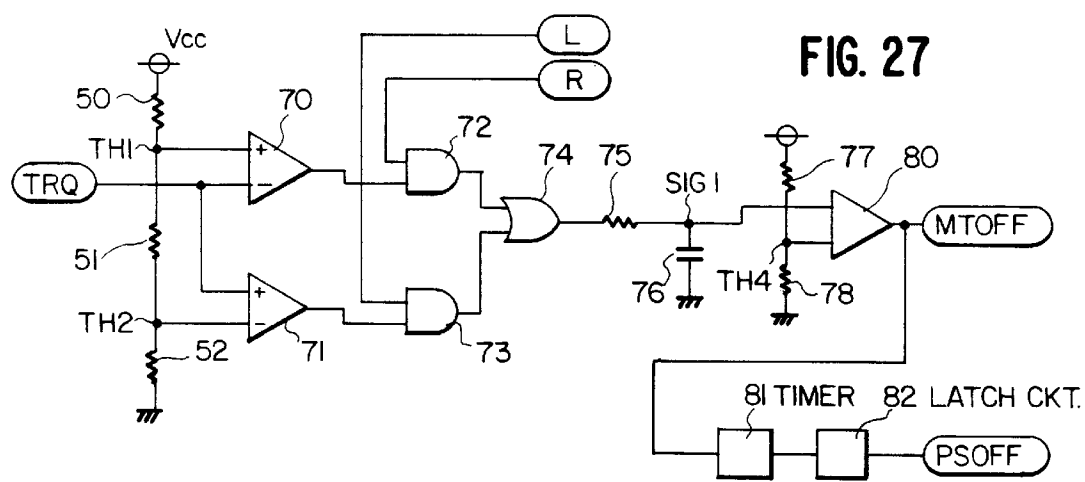 FIG. 27
Vcc
L
R
50
70
72
TH1
74
75
77
80
TRQ
SIG 1
MTOFF
51
76
TH4
78
TH2
71
73
52
81 TIMER
82 LATCH CKT.
PSOFF
+
-
+
-